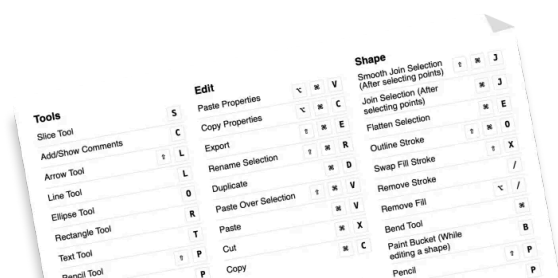 Tools
Slice Tool S
Add/Show Comments C
Arrow Tool ⇧ L
Line Tool L
Ellipse Tool O
Rectangle Tool R
Text Tool T
Pencil Tool ⇧ P
P
Edit
Paste Properties ⌥ ⌘ V
Copy Properties ⌥ ⌘ C
Export ⇧ ⌘ E
Rename Selection ⇧ ⌘ R
Duplicate ⌘ D
Paste Over Selection ⇧ ⌘ V
Paste ⌘ V
Cut ⌘ X
Copy ⌘ C
Shape
Smooth Join Selection ⇧ ⌘ J
(After selecting points)
Join Selection (After ⌘ J
selecting points)
Flatten Selection ⌘ E
Outline Stroke ⇧ ⌘ O
Swap Fill Stroke ⇧ X
Remove Stroke /
Remove Fill ⌥ /
Bend Tool ⌘
Paint Bucket (While B
editing a shape)
Pencil ⇧ P
P